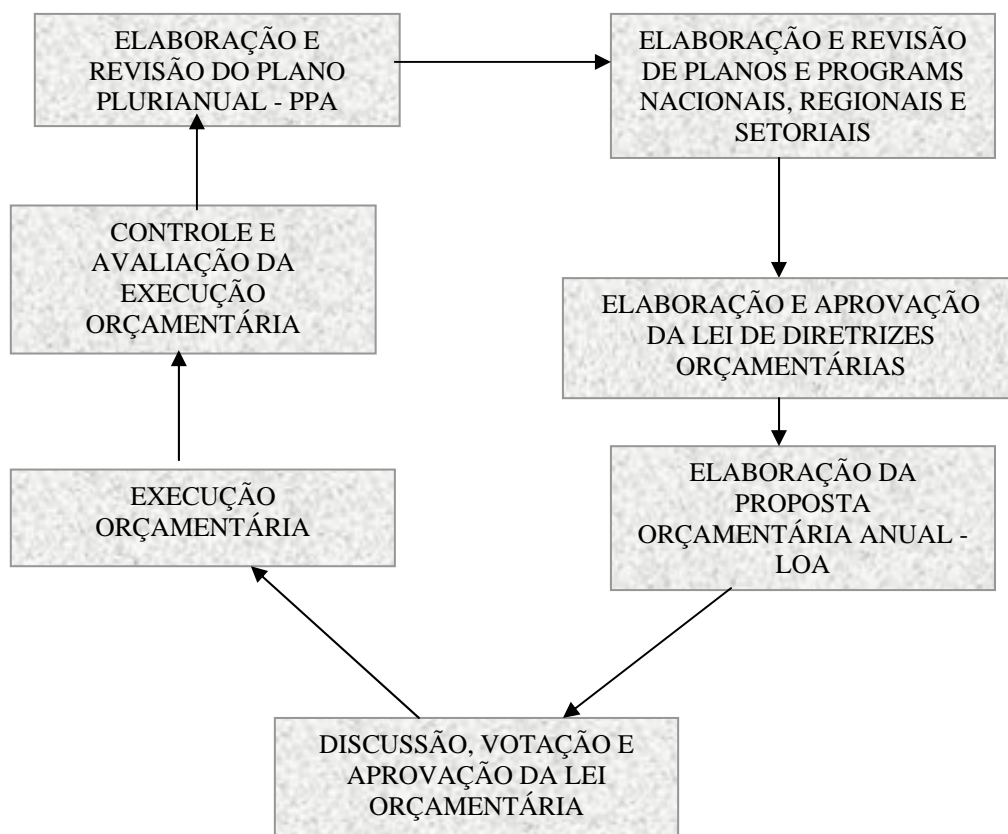 ELABORAÇÃO E
REVISÃO DO PLANO
PLURIANUAL - PPA
ELABORAÇÃO E REVISÃO
DE PLANOS E PROGRAMS
NACIONAIS, REGIONAIS E
SETORIAIS
ELABORAÇÃO E APROVAÇÃO
DA LEI DE DIRETRIZES
ORÇAMENTÁRIAS
ELABORAÇÃO DA
PROPOSTA
ORÇAMENTÁRIA ANUAL -
LOA
DISCUSSÃO, VOTAÇÃO E
APROVAÇÃO DA LEI
ORÇAMENTÁRIA
EXECUÇÃO
ORÇAMENTÁRIA
CONTROLE E
AVALIAÇÃO DA
EXECUÇÃO
ORÇAMENTÁRIA